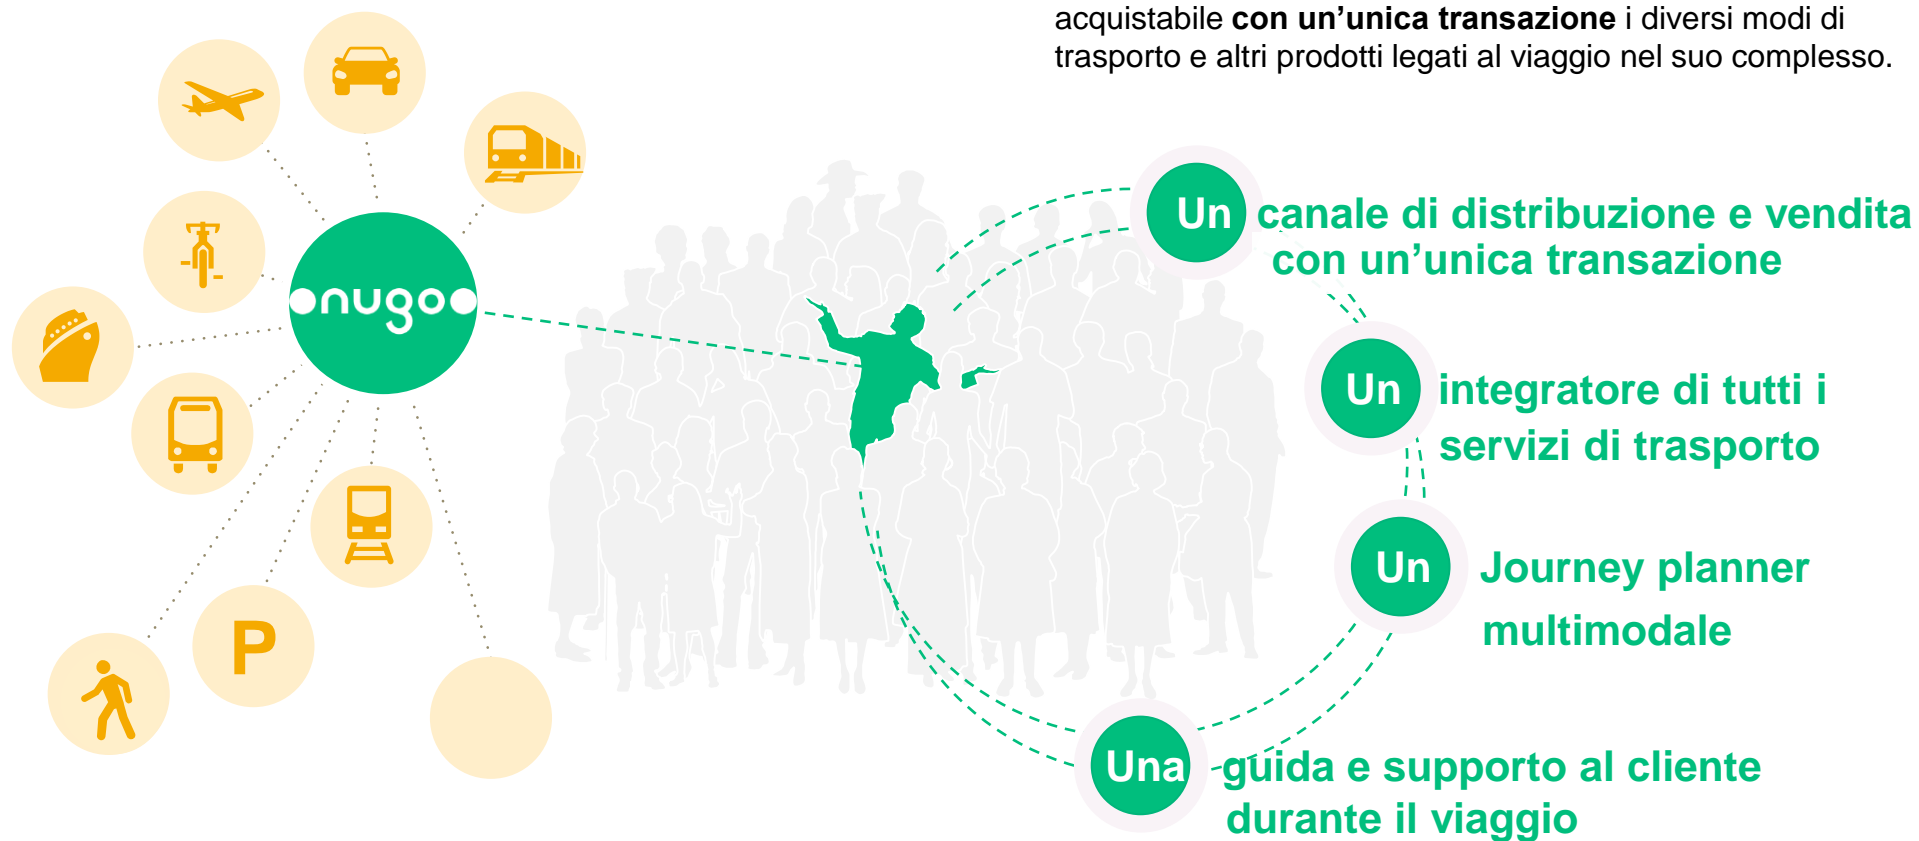 acquistabile con un’unica transazione i diversi modi di
trasporto e altri prodotti legati al viaggio nel suo complesso.
nugo
Un canale di distribuzione e vendita
con un’unica transazione
Un integratore di tutti i
servizi di trasporto
Un Journey planner
multimodale
P
Una guida e supporto al cliente
durante il viaggio